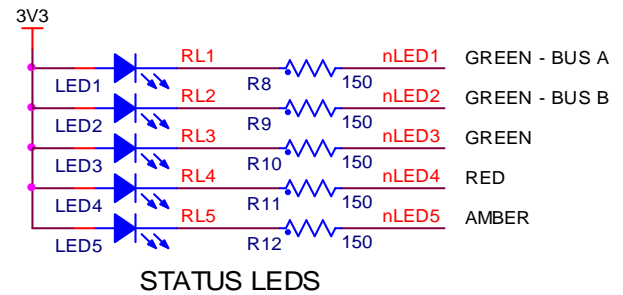 3V3
RL1 nLED1 GREEN - BUS A
LED1 R8 150
RL2 nLED2 GREEN - BUS B
LED2 R9 150
RL3 nLED3 GREEN
LED3 R10 150
RL4 nLED4 RED
LED4 R11 150
RL5 nLED5 AMBER
LED5 R12 150
STATUS LEDS